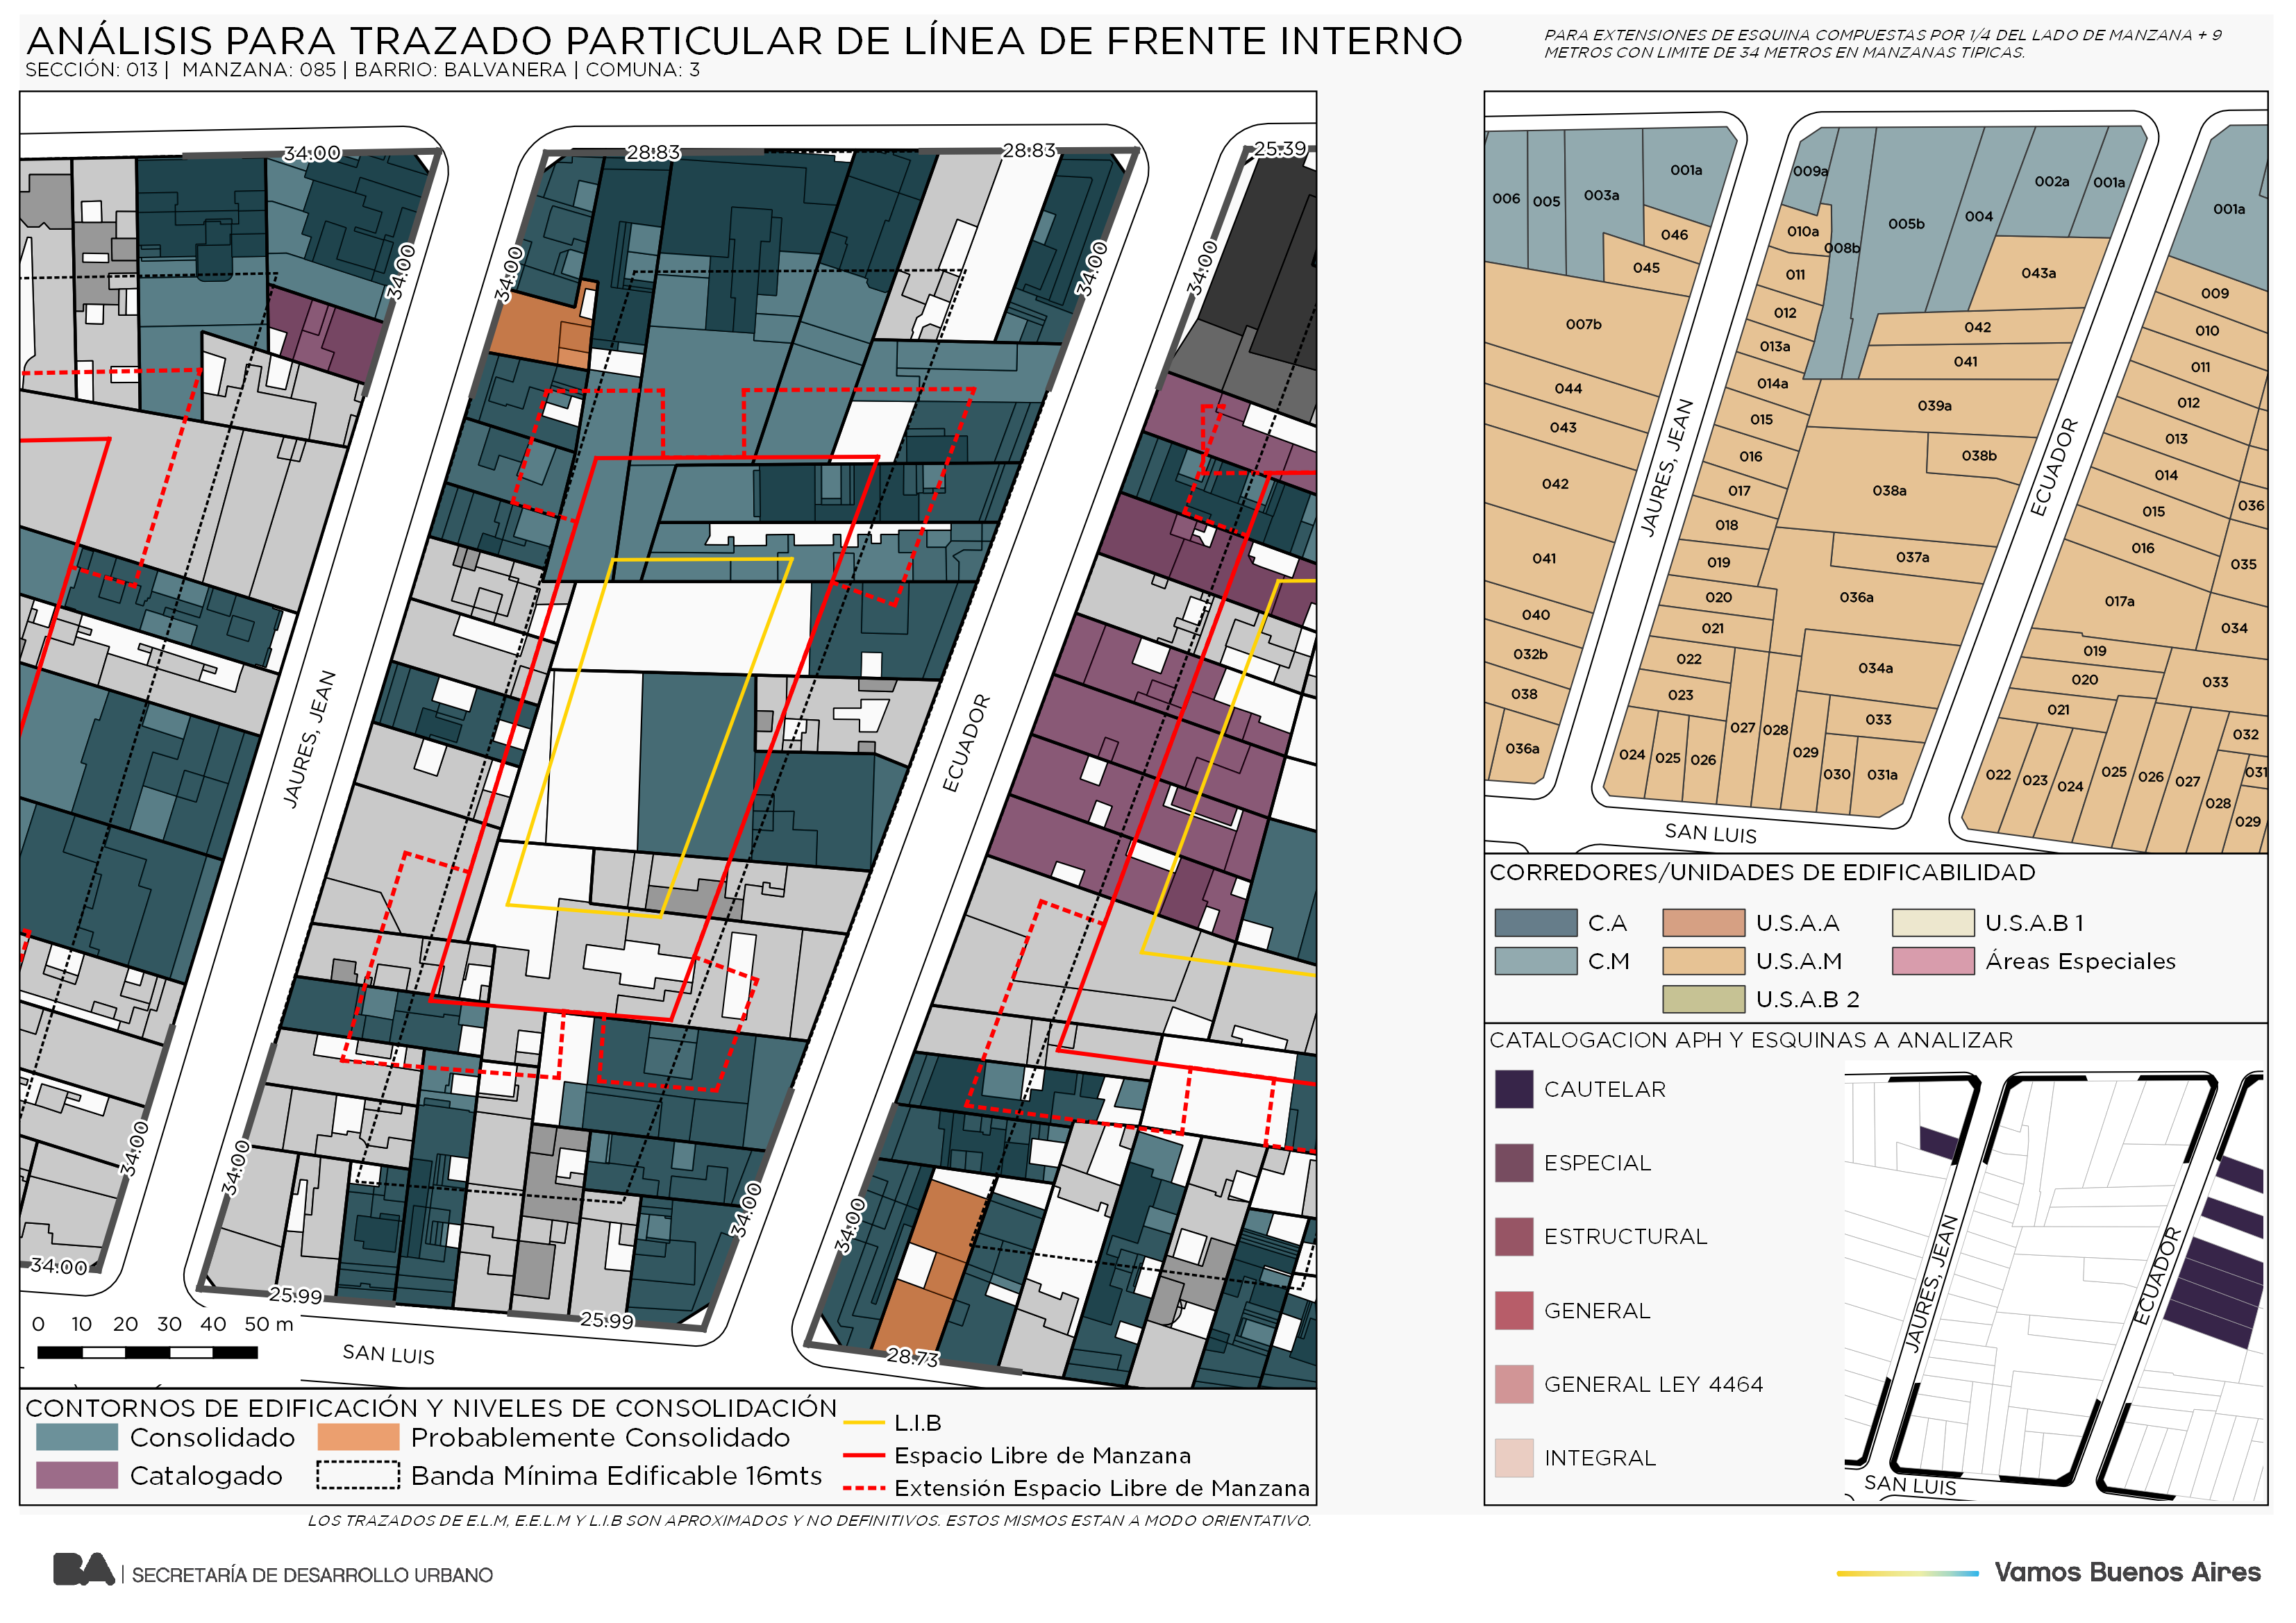 ANÁLISIS PARA TRAZADO PARTICULAR DE LÍNEA DE FRENTE INTERNO
SECCIÓN: 013 | MANZANA: 085 | BARRIO: BALVANERA | COMUNA: 3
PARA EXTENSIONES DE ESQUINA COMPUESTAS POR 1/4 DEL LADO DE MANZANA + 9
METROS CON LIMITE DE 34 METROS EN MANZANAS TIPICAS.
34.00
28.83
28.83
25.39
34.00
34.00
34.00
34.00
JAURES, JEAN
ECUADOR
34.00
34.00
34.00
34.00
34.00
25.99
25.99
28.73
0 10 20 30 40 50 m
SAN LUIS
CONTORNOS DE EDIFICACIÓN Y NIVELES DE CONSOLIDACIÓN
Consolidado
Probablemente Consolidado
Catalogado
Banda Mínima Edificable 16mts
L.I.B
Espacio Libre de Manzana
Extensión Espacio Libre de Manzana
LOS TRAZADOS DE E.L.M, E.E.L.M Y L.I.B SON APROXIMADOS Y NO DEFINITIVOS. ESTOS MISMOS ESTAN A MODO ORIENTATIVO.
006
005
003a
001a
046
045
007b
044
043
042
041
040
032b
038
036a
009a
010a
008b
005b
004
002a
001a
043a
011
012
013a
014a
015
016
017
018
019
020
021
022
023
024
025
026
027
028
029
030
031a
042
041
039a
038b
038a
037a
036a
034a
033
001a
009
010
011
012
013
014
015
016
036
035
017a
034
019
020
021
033
032
031
022
023
024
025
026
027
028
029
JAURES, JEAN
ECUADOR
SAN LUIS
CORREDORES/UNIDADES DE EDIFICABILIDAD
C.A
U.S.A.A
U.S.A.B 1
C.M
U.S.A.M
Áreas Especiales
U.S.A.B 2
CATALOGACION APH Y ESQUINAS A ANALIZAR
CAUTELAR
ESPECIAL
ESTRUCTURAL
GENERAL
GENERAL LEY 4464
INTEGRAL
JAURES, JEAN
ECUADOR
SAN LUIS
BA | SECRETARÍA DE DESARROLLO URBANO
Vamos Buenos Aires